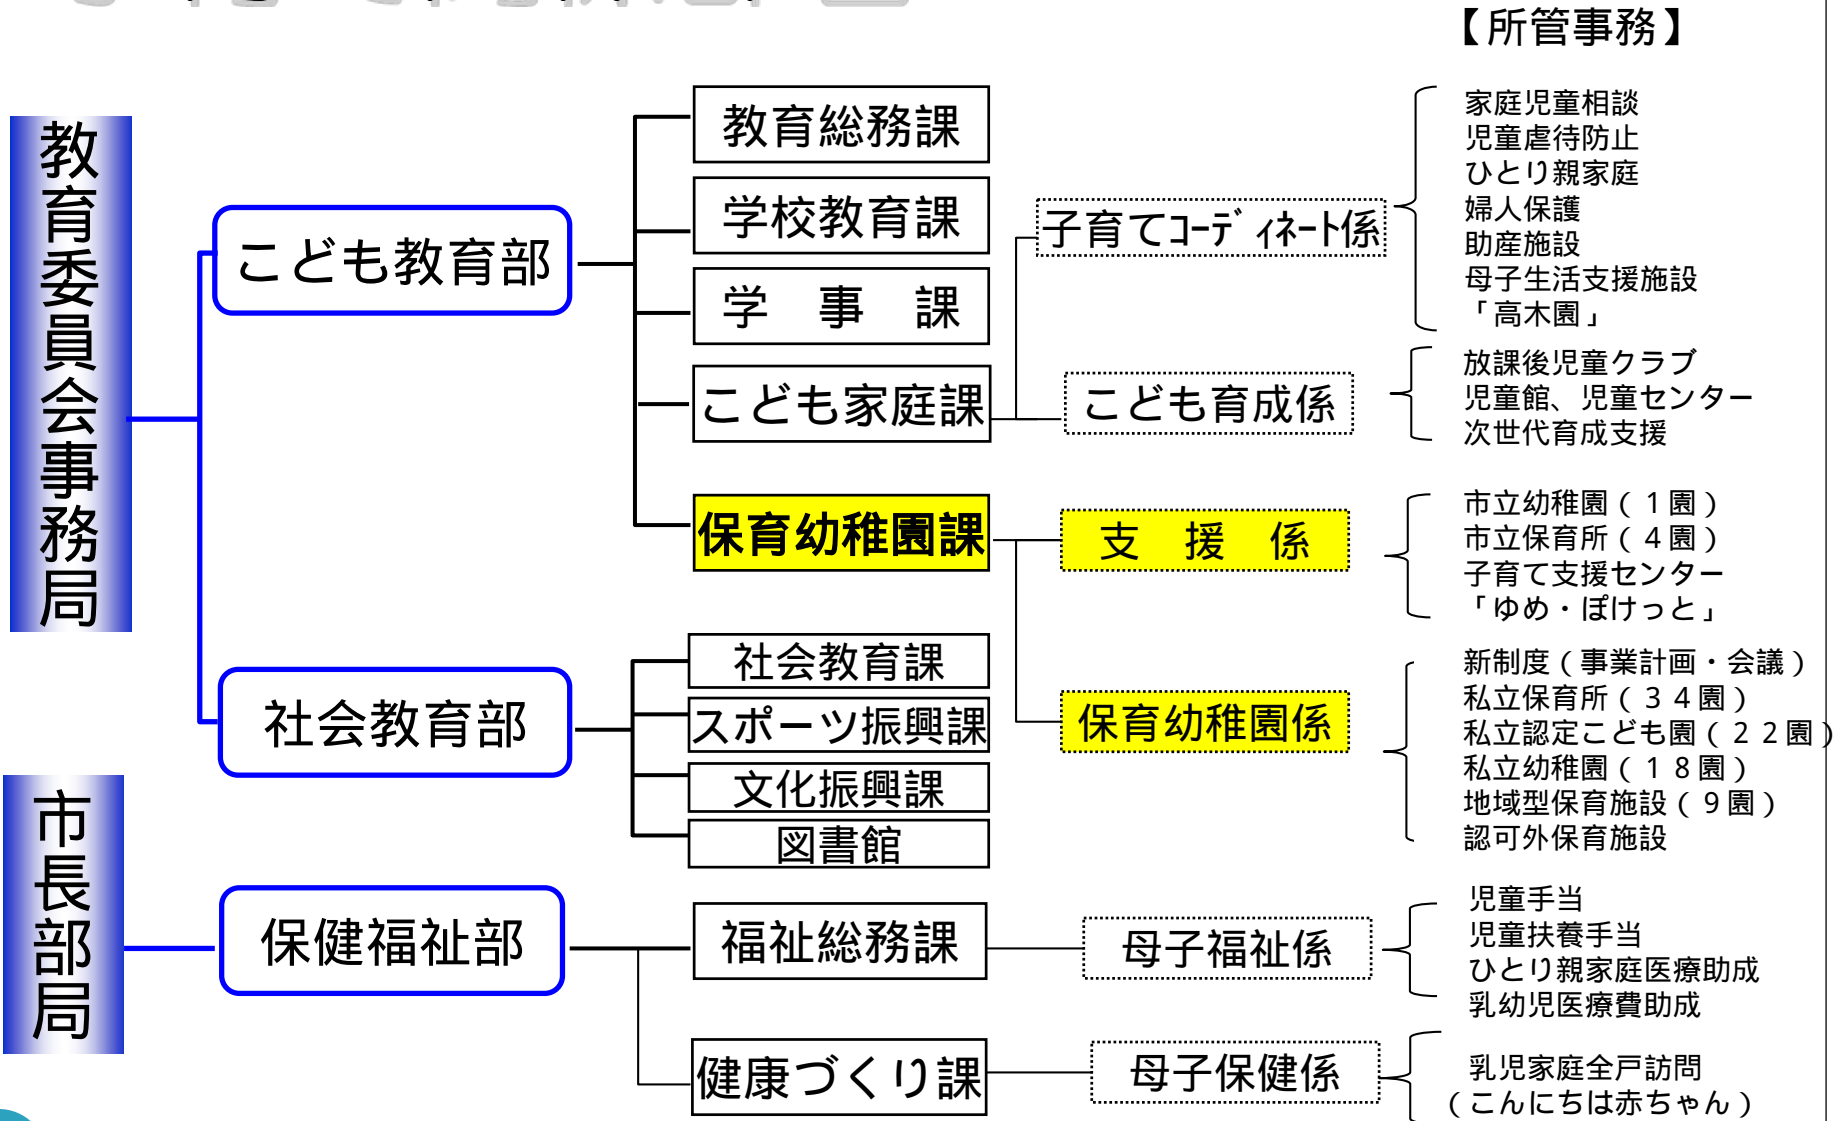 【所管事務】
教育委員会事務局
こども教育部
教育総務課
学校教育課
学　事　課
こども家庭課
子育てコーディネート係
家庭児童相談
児童虐待防止
ひとり親家庭
婦人保護
助産施設
母子生活支援施設
「高木園」
こども育成係
放課後児童クラブ
児童館、児童センター
次世代育成支援
保育幼稚園課
支　援　係
市立幼稚園（１園）
市立保育所（４園）
子育て支援センター
「ゆめ・ぽけっと」
保育幼稚園係
新制度（事業計画・会議）
私立保育所（３４園）
私立認定こども園（２２園）
私立幼稚園（１８園）
地域型保育施設（９園）
認可外保育施設
社会教育部
社会教育課
スポーツ振興課
文化振興課
図書館
市長部局
保健福祉部
福祉総務課
母子福祉係
児童手当
児童扶養手当
ひとり親家庭医療助成
乳幼児医療費助成
健康づくり課
母子保健係
乳児家庭全戸訪問
（こんにちは赤ちゃん）